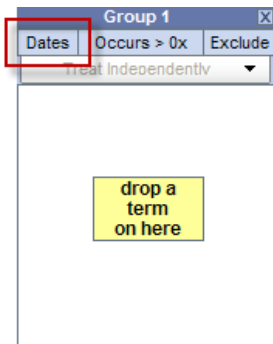 Group 1 X
Dates Occurs > 0x Exclude
Treat Independently
drop a
term
on here